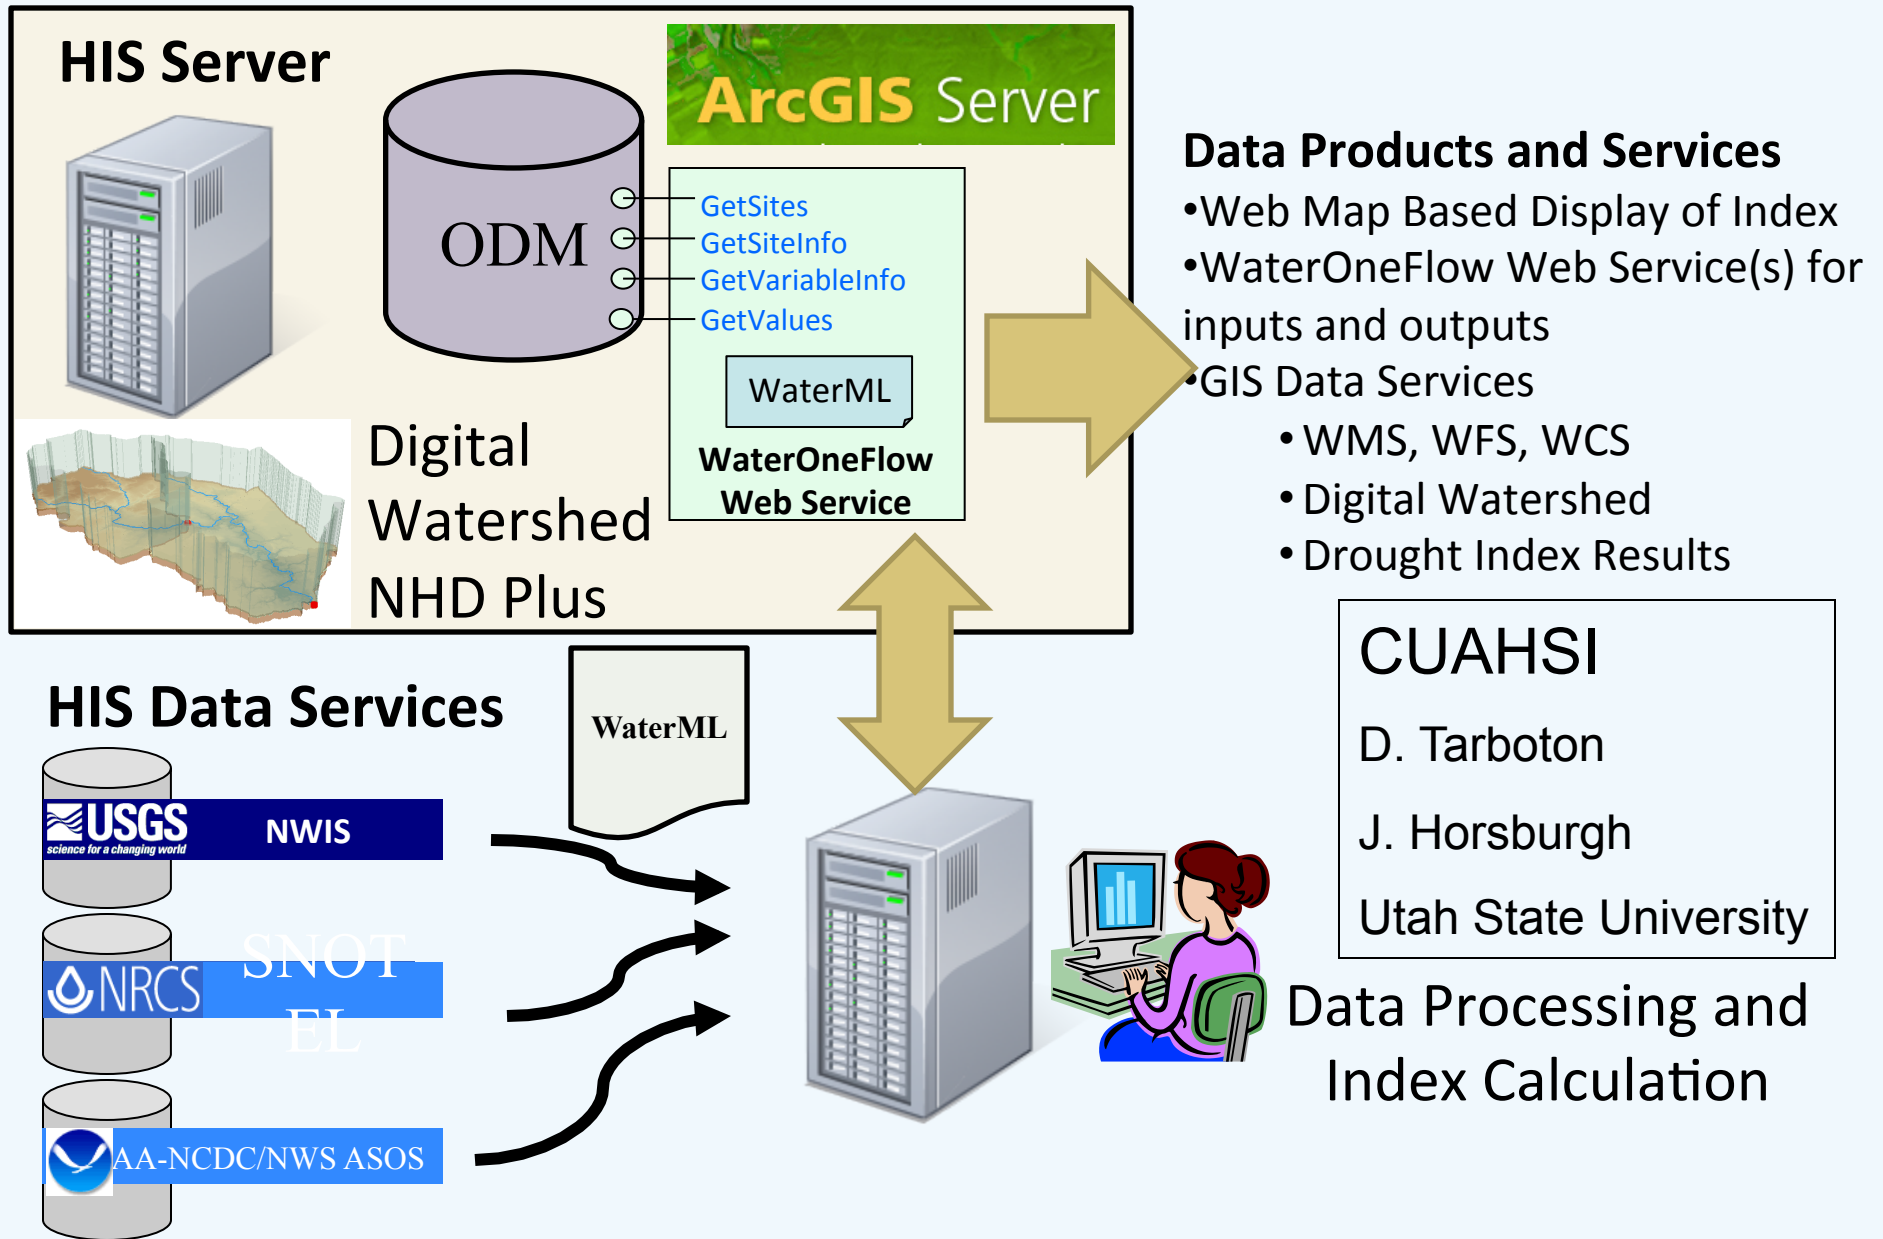 HIS Server
ArcGIS Server
ODM
GetSites
GetSiteInfo
GetVariableInfo
GetValues
WaterML
WaterOneFlow
Web Service
Digital
Watershed
NHD Plus
Data Products and Services
•Web Map Based Display of Index
•WaterOneFlow Web Service(s) for
inputs and outputs
•GIS Data Services
• WMS, WFS, WCS
• Digital Watershed
• Drought Index Results
CUAHSI
D. Tarboton
J. Horsburgh
Utah State University
HIS Data Services
WaterML
USGS
science for a changing world
NWIS
NRCS
SNOT
EL
AA-NCDC/NWS ASOS
Data Processing and
Index Calculation